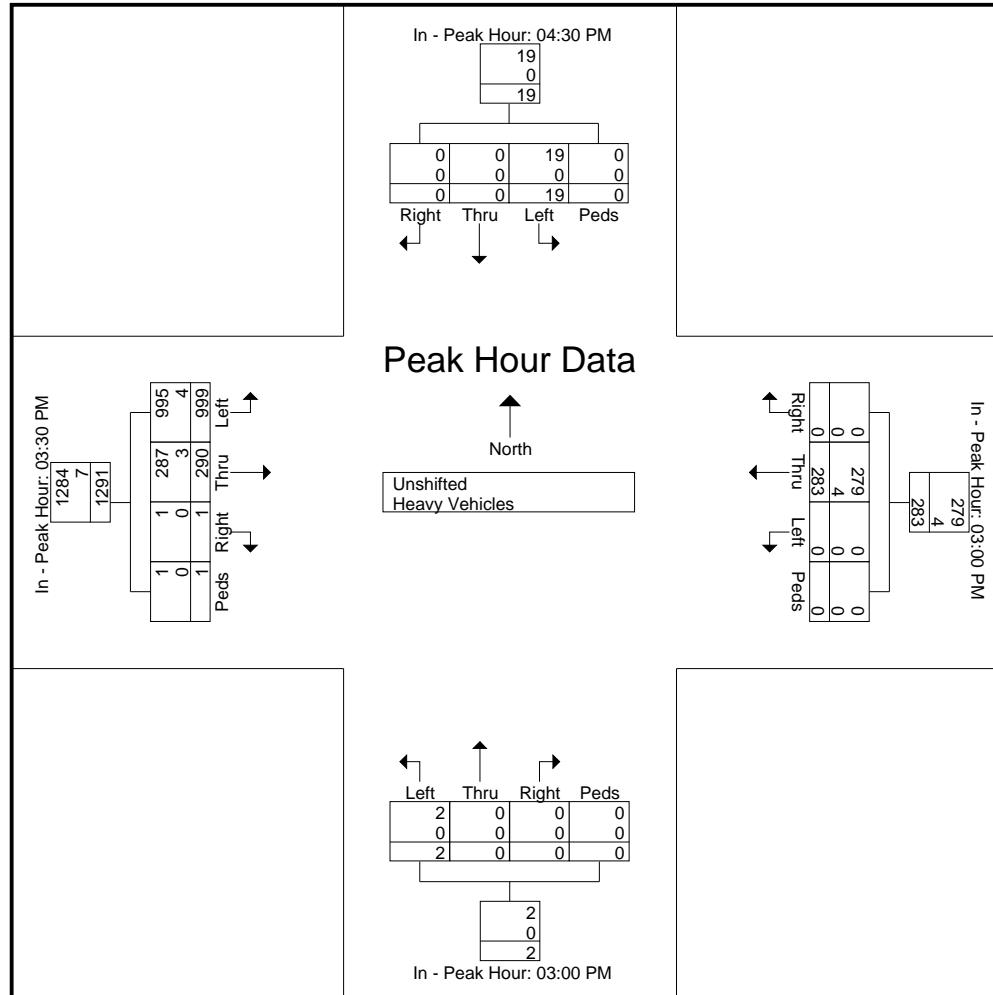 In - Peak Hour: 04:30 PM
19
0
19
0 0 19 0
0 0 0 0
0 0 19 0
Right Thru Left Peds
Peak Hour Data
North
Unshifted
Heavy Vehicles
In - Peak Hour: 03:30 PM
1284
7
1291
995 287 1 1
4 3 0 0
999 290 1 1
Left Thru Right Peds
In - Peak Hour: 03:00 PM
279
4
283
0 279 0 0
0 4 0 0
0 283 0 0
Right Thru Left Peds
Left Thru Right Peds
2 0 0 0
0 0 0 0
2 0 0 0
2
0
2
In - Peak Hour: 03:00 PM